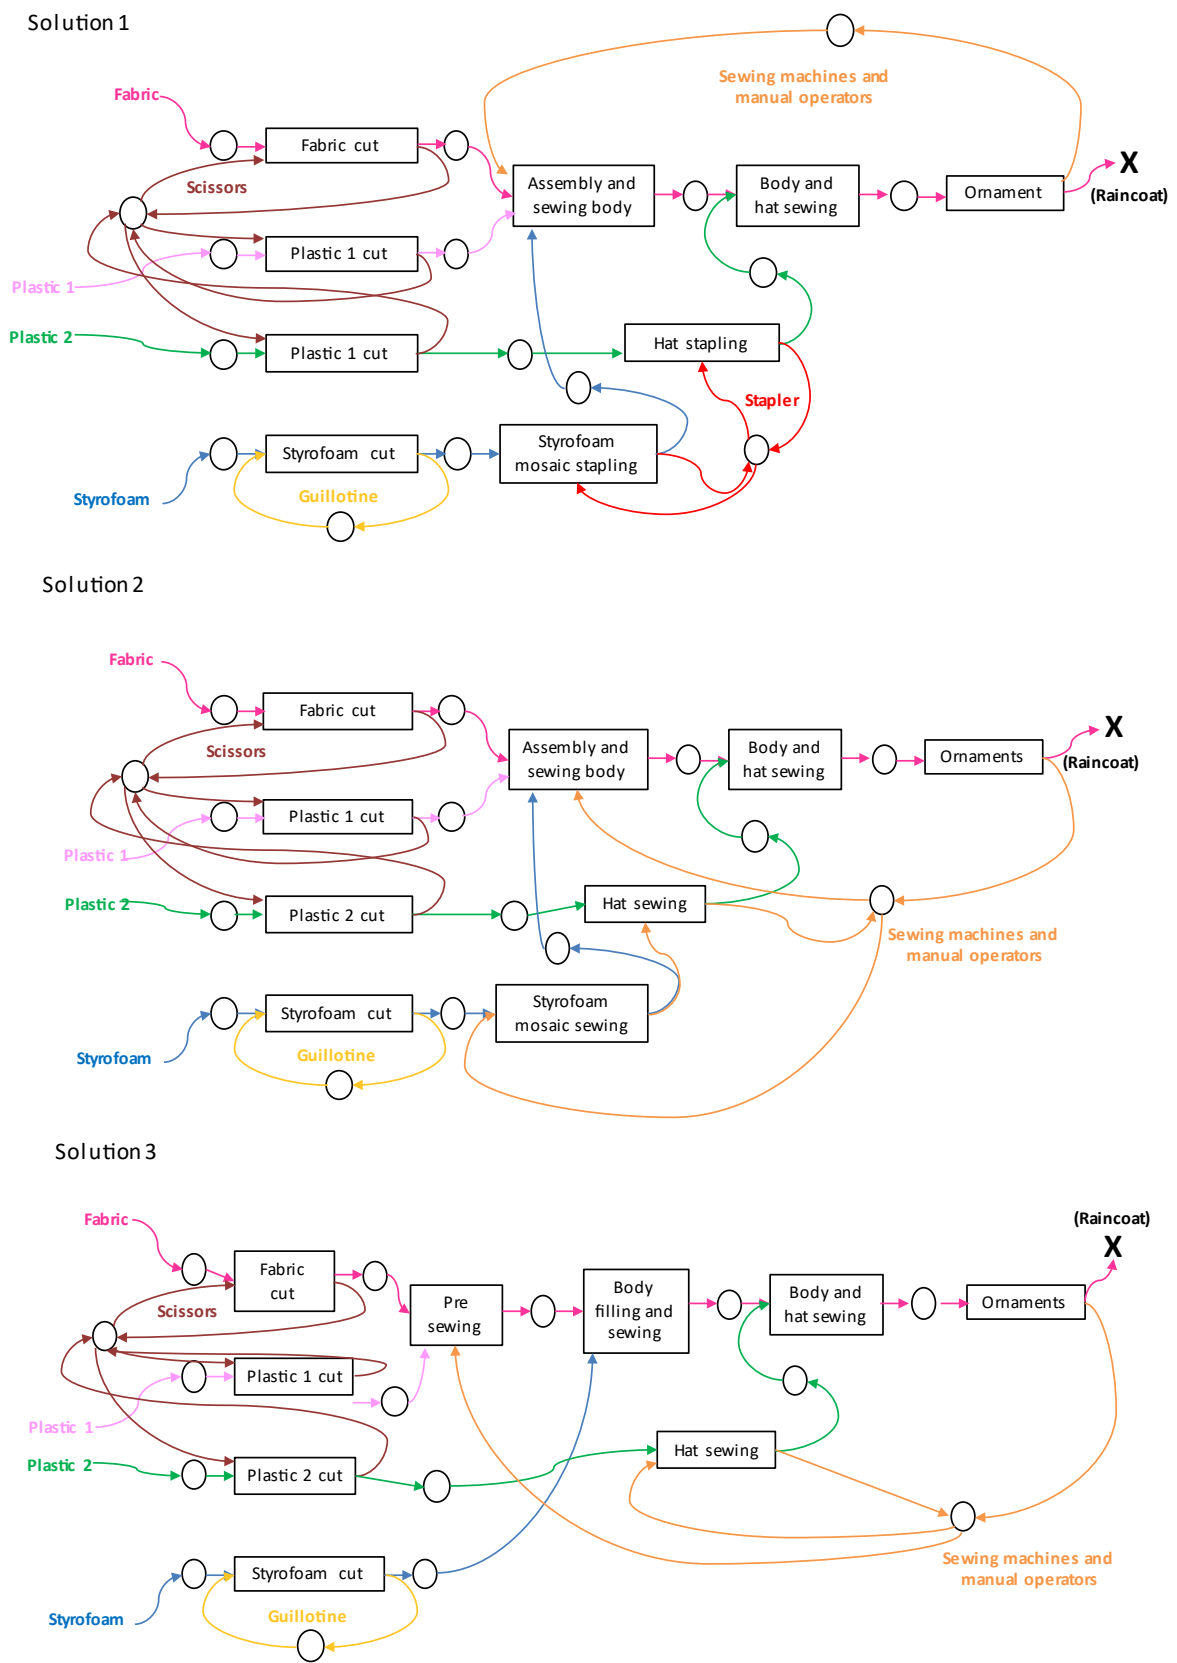 Solution 1
Sewing machines and
manual operators
Fabric
Fabric cut
Scissors
Assembly and
sewing body
Body and
hat sewing
Ornament
X
(Raincoat)
Plastic 1 cut
Plastic 1
Plastic 2
Plastic 1 cut
Hat stapling
Stapler
Styrofoam cut
Styrofoam
mosaic stapling
Styrofoam
Guillotine
Solution 2
Fabric
Fabric cut
Scissors
Assembly and
sewing body
Body and
hat sewing
Ornaments
X
(Raincoat)
Plastic 1 cut
Plastic 1
Plastic 2
Plastic 2 cut
Hat sewing
Sewing machines and
manual operators
Styrofoam cut
Styrofoam
mosaic sewing
Styrofoam
Guillotine
Solution 3
Fabric
(Raincoat)
X
Fabric
cut
Scissors
Pre
sewing
Body
filling and
sewing
Body and
hat sewing
Ornaments
Plastic 1 cut
Plastic 1
Plastic 2
Plastic 2 cut
Hat sewing
Sewing machines and
manual operators
Styrofoam cut
Styrofoam
Guillotine